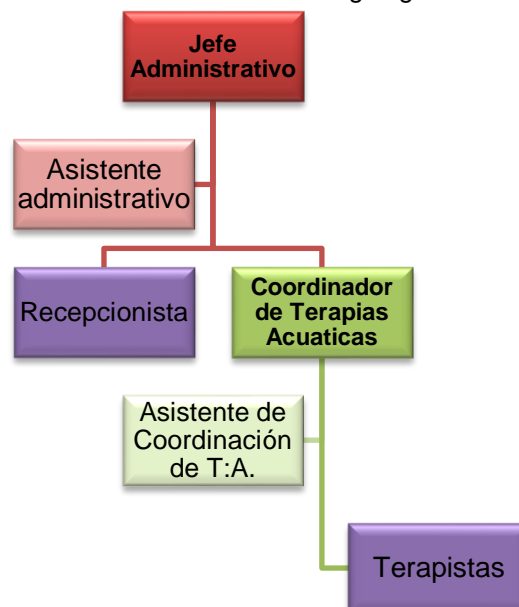 Jefe
Administrativo
Asistente
administrativo
Recepcionista
Coordinador
de Terapias
Acuaticas
Asistente de
Coordinación
de T:A.
Terapistas